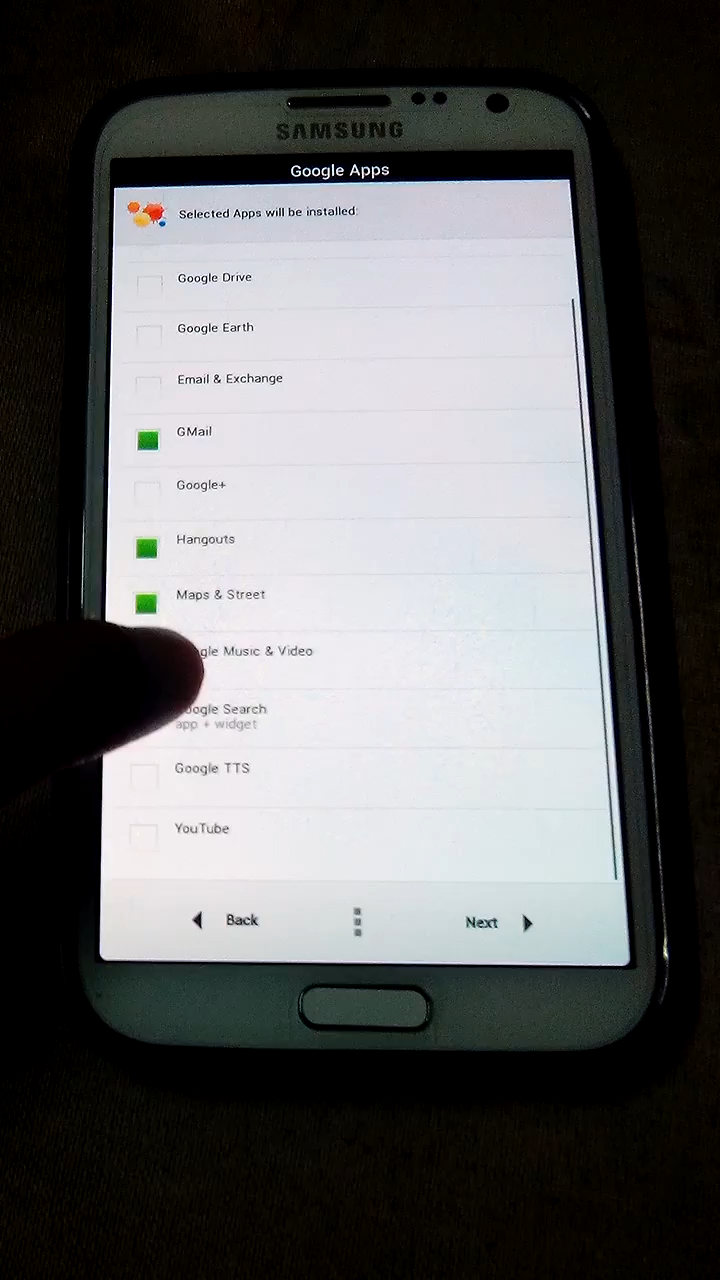 SAMSUNG
Google Apps
Selected Apps will be installed:
Google Drive
Google Earth
Email & Exchange
GMail
Google+
Hangouts
Maps & Street
gle Music & Video
oogle Search
app + widget
Google TTS
YouTube
Back
Next